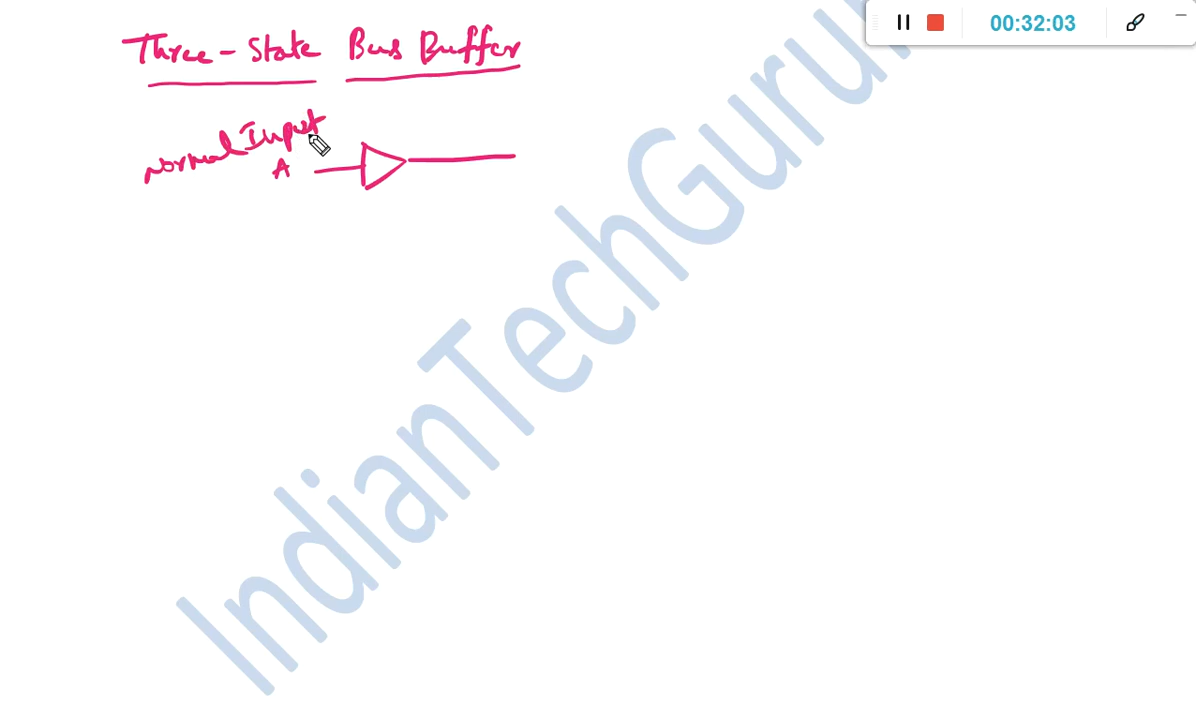 Three-State Bus Buffer
00:32:03
Normal Input
A
IndianTechGuru